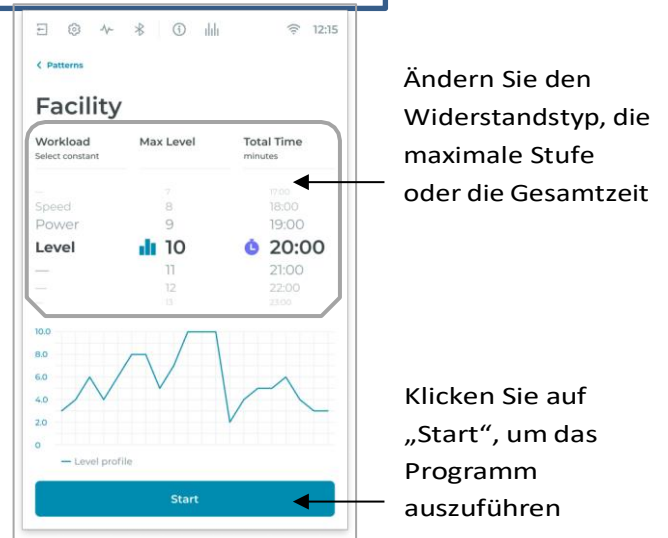 12:15
Patterns
Facility
Workload Max Level Total Time
Select constant minutes
— 7 17:00
Speed 8 18:00
Power 9 19:00
Level 10 20:00
— 11 21:00
— 12 22:00
— 13 23:00
Ändern Sie den
Widerstandstyp, die
maximale Stufe
oder die Gesamtzeit
10.0
8.0
6.0
4.0
2.0
0
Level profile
Start
Klicken Sie auf
„Start“, um das
Programm
auszuführen